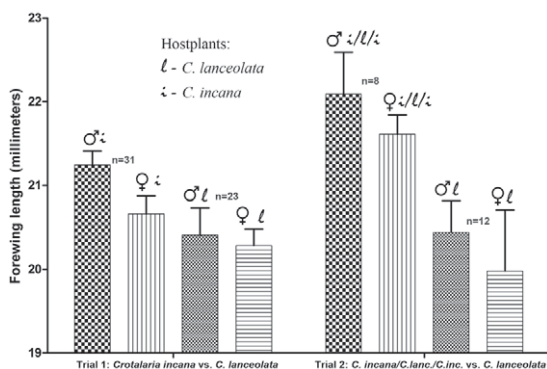 23
22
21
20
19
Forewing length (millimeters)
Hostplants:
l - C. lanceolata
i - C. incana
♂i
n=31
♀i
♂l
n=23
♀l
♂i/l/i
n=8
♀i/l/i
♂l
n=12
♀l
Trial 1: Crotalaria incana vs. C. lanceolata
Trial 2: C. incana/C.lanc./C.inc. vs. C. lanceolata